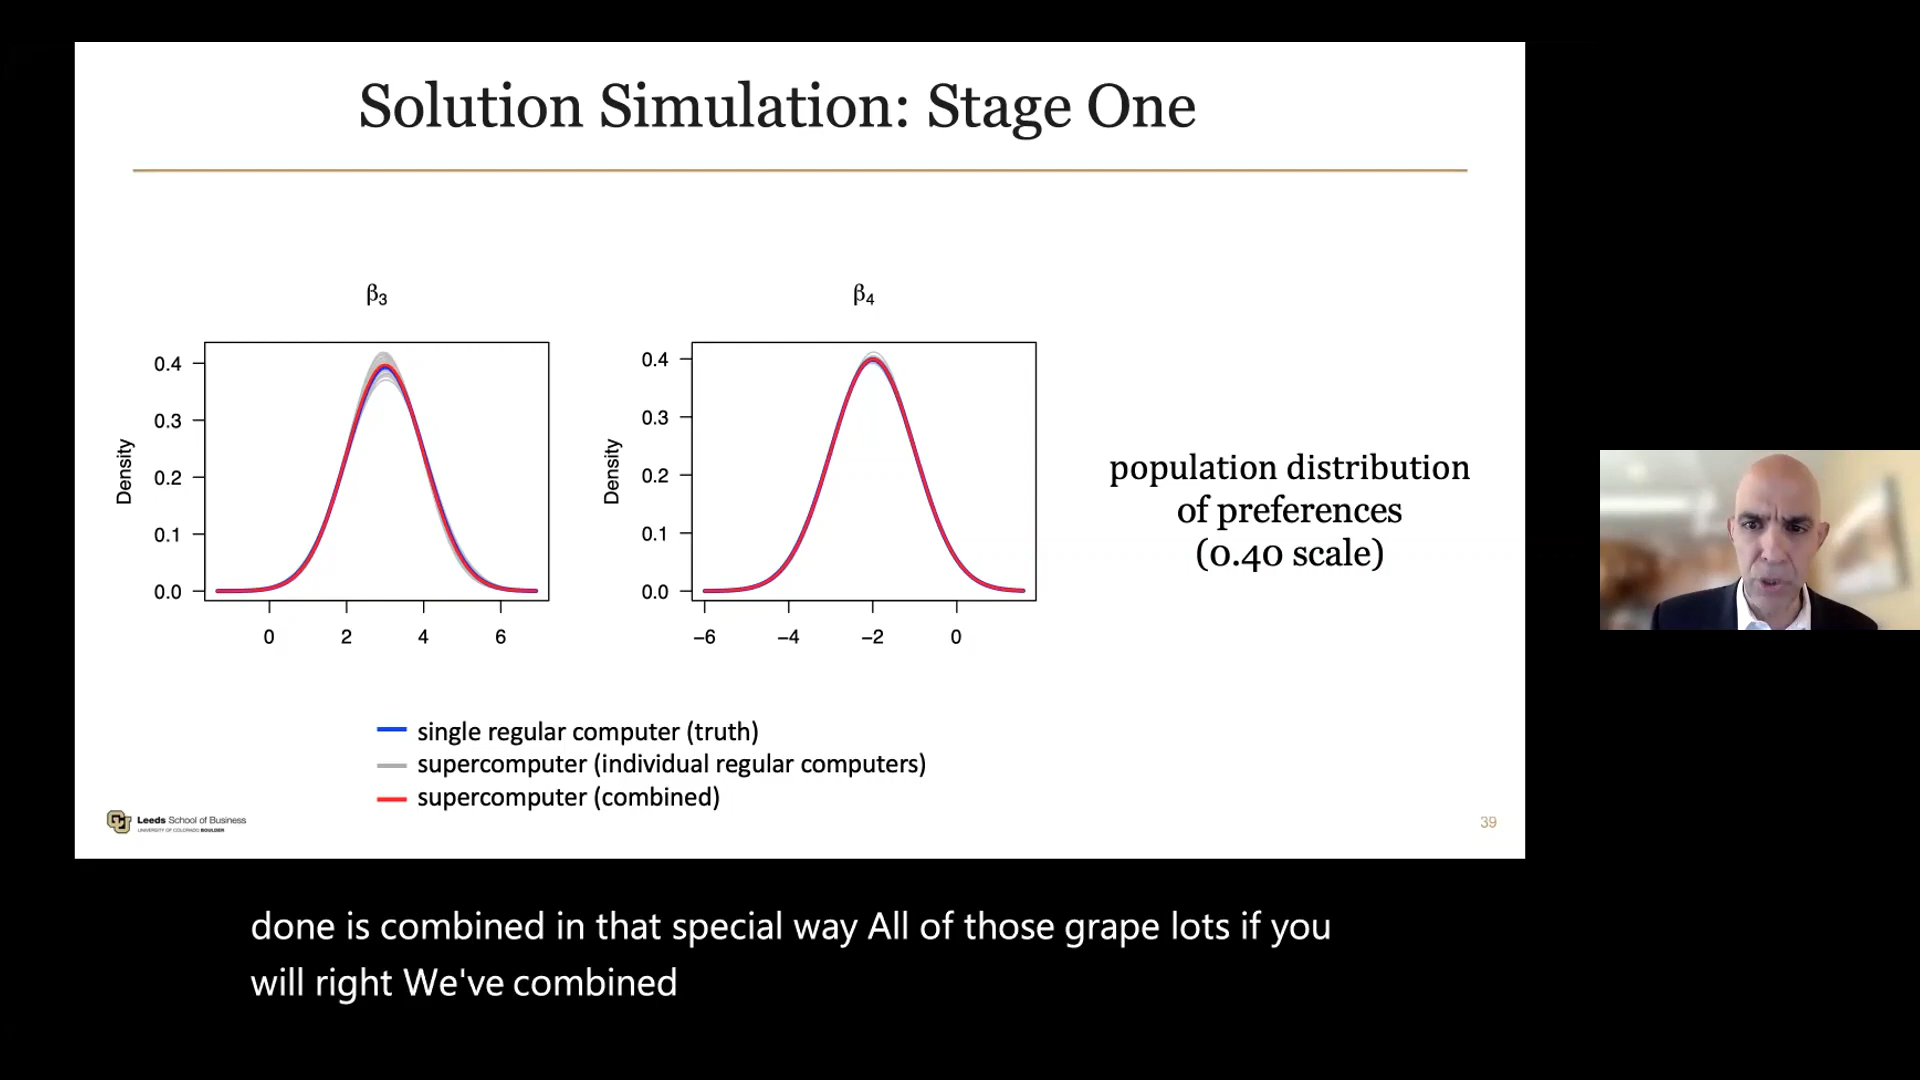 Solution Simulation: Stage One
β3
β4
0.4
0.3
0.2
0.1
0.0
Density
0
2
4
6
0.4
0.3
0.2
0.1
0.0
Density
−6
−4
−2
0
population distribution
of preferences
(0.40 scale)
single regular computer (truth)
supercomputer (individual regular computers)
supercomputer (combined)
Leeds School of Business
UNIVERSITY OF COLORADO BOULDER
39
done is combined in that special way All of those grape lots if you
will right We've combined